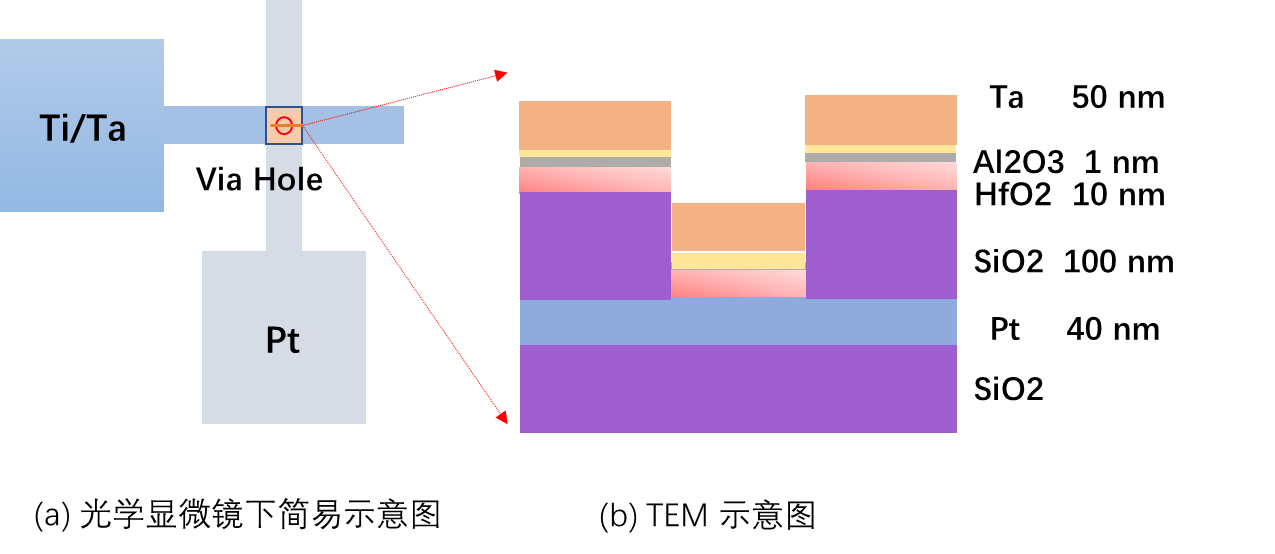 Ti/Ta
Via Hole
Pt
Ta 50 nm
Al2O3 1 nm
HfO2 10 nm
SiO2 100 nm
Pt 40 nm
SiO2
(a) 光学显微镜下简易示意图
(b) TEM 示意图